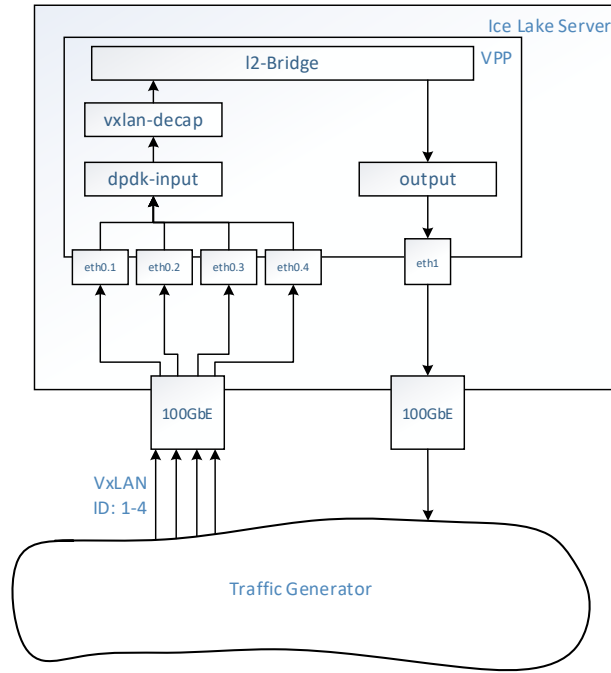 Ice Lake Server
VPP
l2-Bridge
vxlan-decap
dpdk-input
output
eth0.1
eth0.2
eth0.3
eth0.4
eth1
100GbE
100GbE
VxLAN
ID: 1-4
Traffic Generator